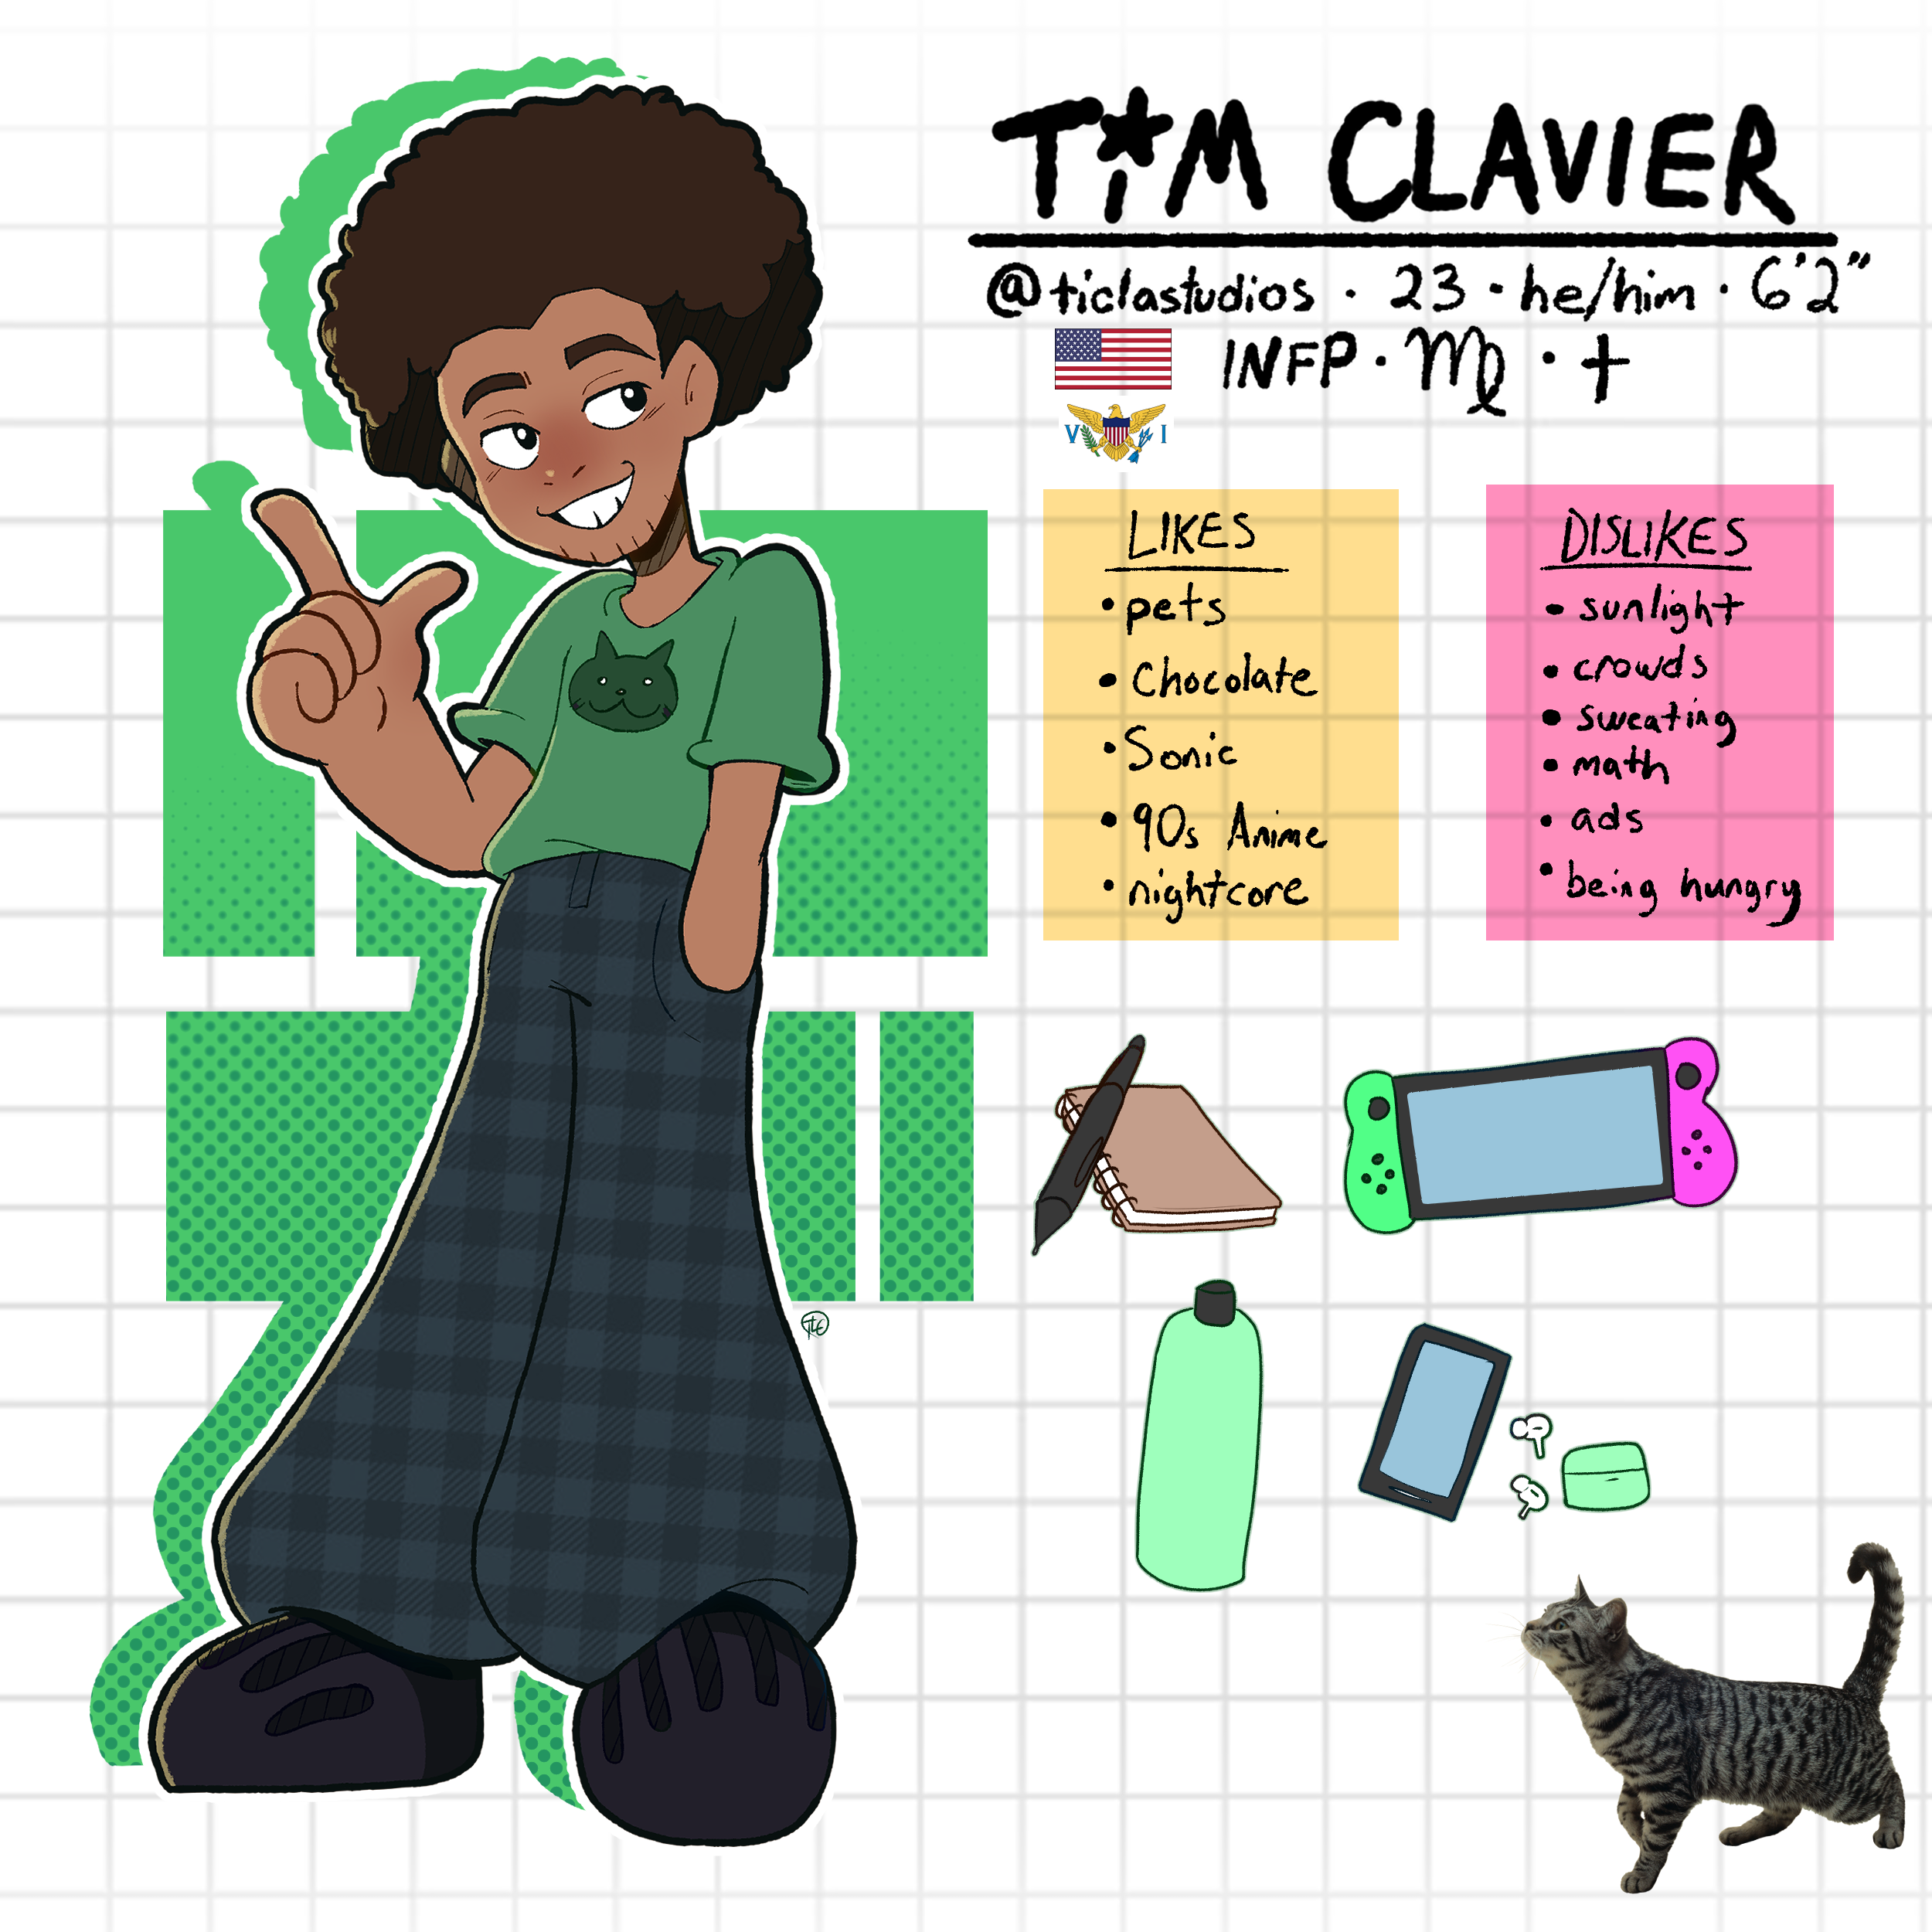 TiM CLAVIER
@ticlastudios · 23 · he/him · 6'2"
INFP · ♍ · †
V I
LIKES
• pets
• Chocolate
• Sonic
• 90s Anime
• nightcore
DISLIKES
• sunlight
• crowds
• sweating
• math
• ads
• being hungry